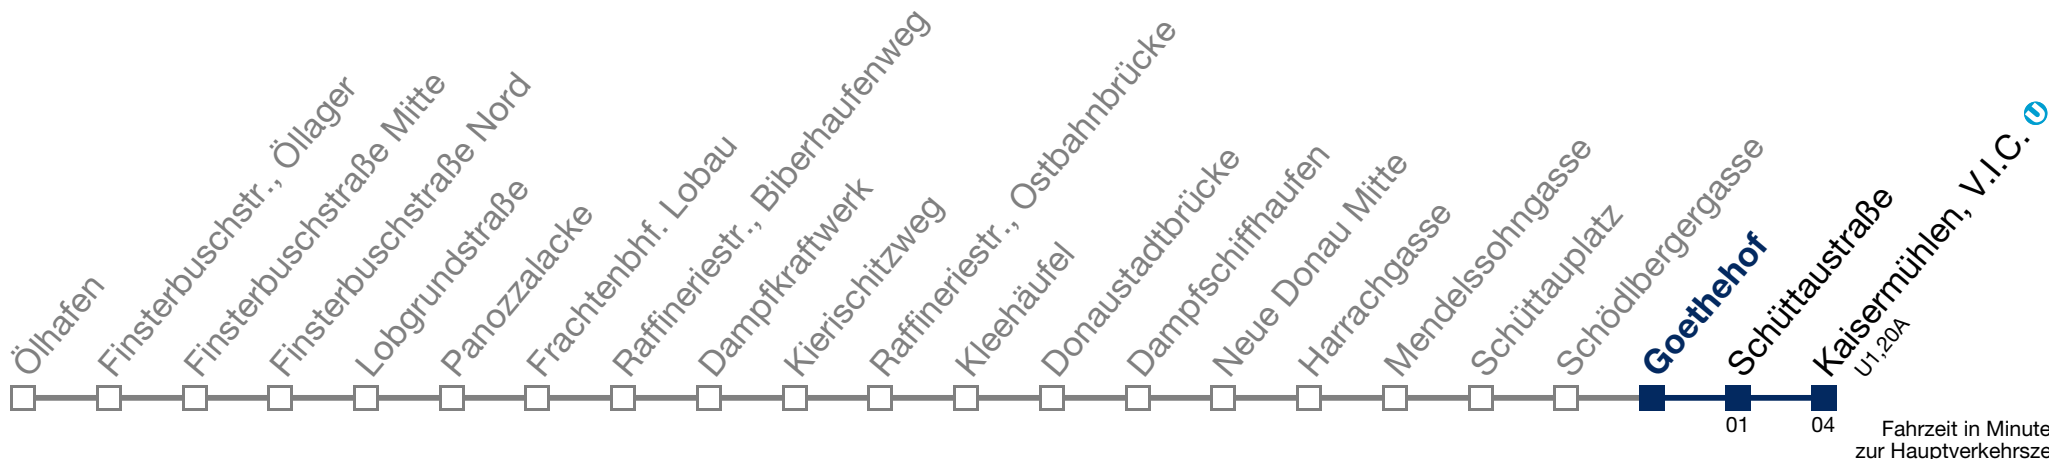 Ölhafen
Finsterbuschstr., Öllager
Finsterbuschstraße Mitte
Finsterbuschstraße Nord
Lobgrundstraße
Panozzalacke
Frachtenbhf. Lobau
Raffineriestr., Biberhaufenweg
Dampfkraftwerk
Kierischitzweg
Raffineriestr., Ostbahnbrücke
Kleehäufel
Donaustadtbrücke
Dampfschiffhaufen
Neue Donau Mitte
Harrachgasse
Mendelssohngasse
Schüttauplatz
Schödlbergergasse
Goethehof
Schüttaustraße
Kaisermühlen, V.I.C. U
U1,20A
01
04
Fahrzeit in Minute
zur Hauptverkehrsze